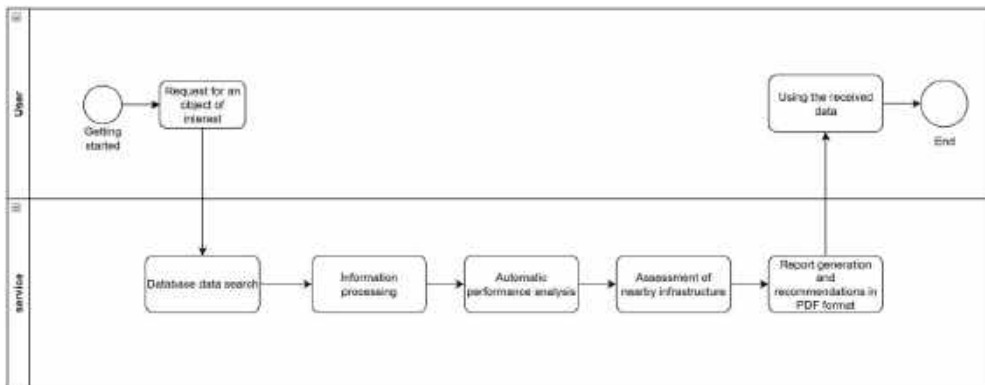 User
Getting
started
Request for an
object of
interest
Using the received
data
End
service
Database data search
Information
processing
Automatic
performance analysis
Assessment of
nearby infrastructure
Report generation
and
recommendations in
PDF format